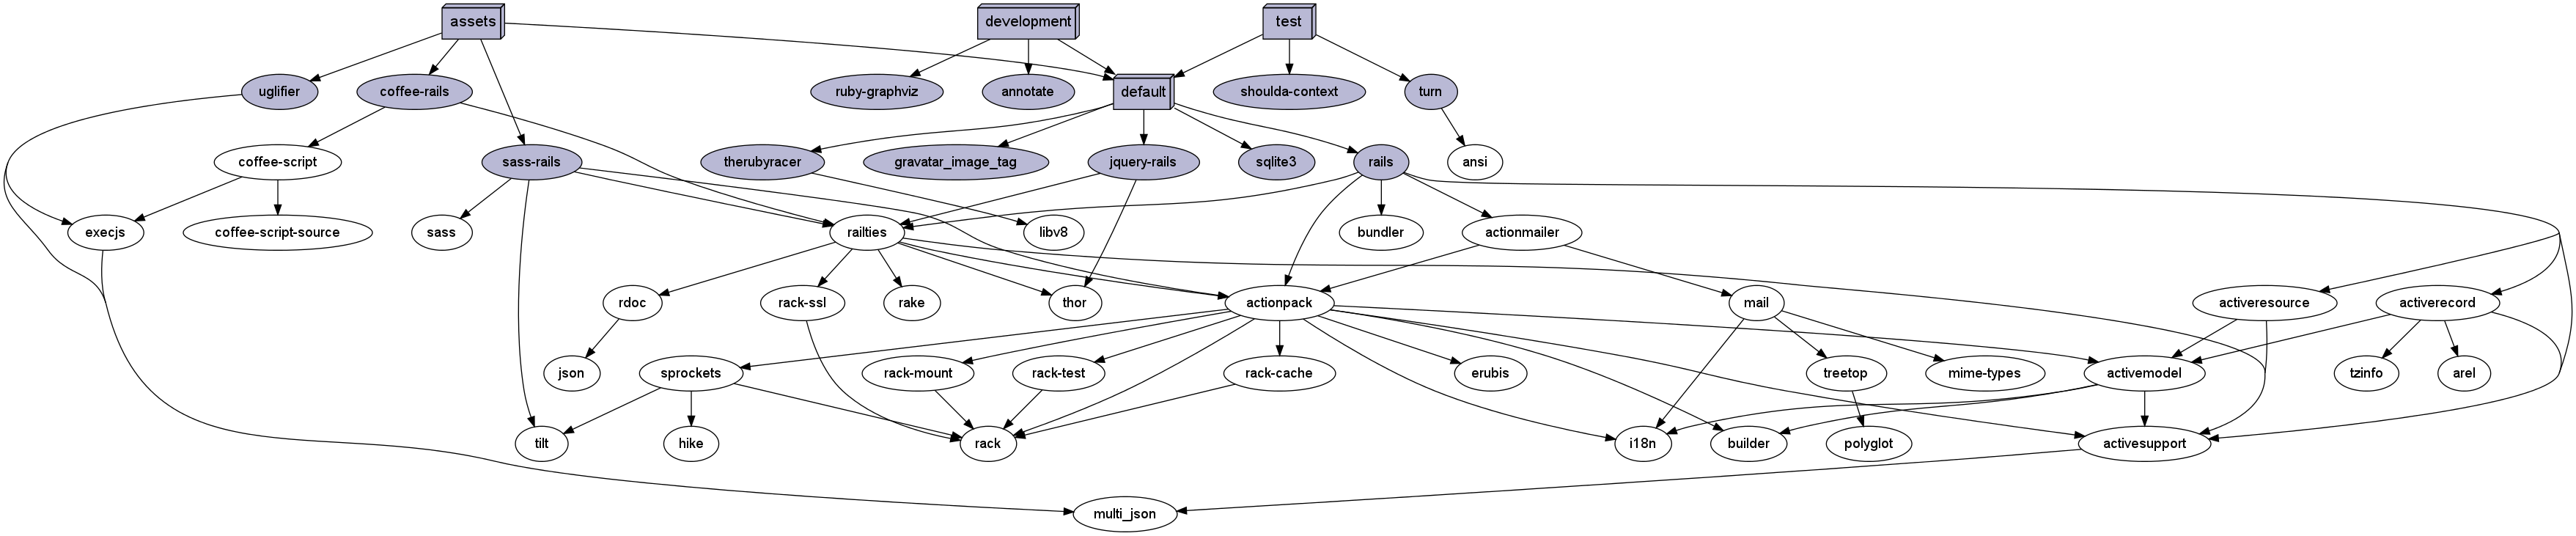 assets
development
test
uglifier
coffee-rails
ruby-graphviz
annotate
default
shoulda-context
turn
coffee-script
sass-rails
therubyracer
gravatar_image_tag
jquery-rails
sqlite3
rails
ansi
execjs
coffee-script-source
sass
railties
libv8
bundler
actionmailer
rdoc
rack-ssl
rake
thor
actionpack
mail
activeresource
activerecord
json
sprockets
rack-mount
rack-test
rack-cache
erubis
treetop
mime-types
activemodel
tzinfo
arel
tilt
hike
rack
i18n
builder
polyglot
activesupport
multi_json